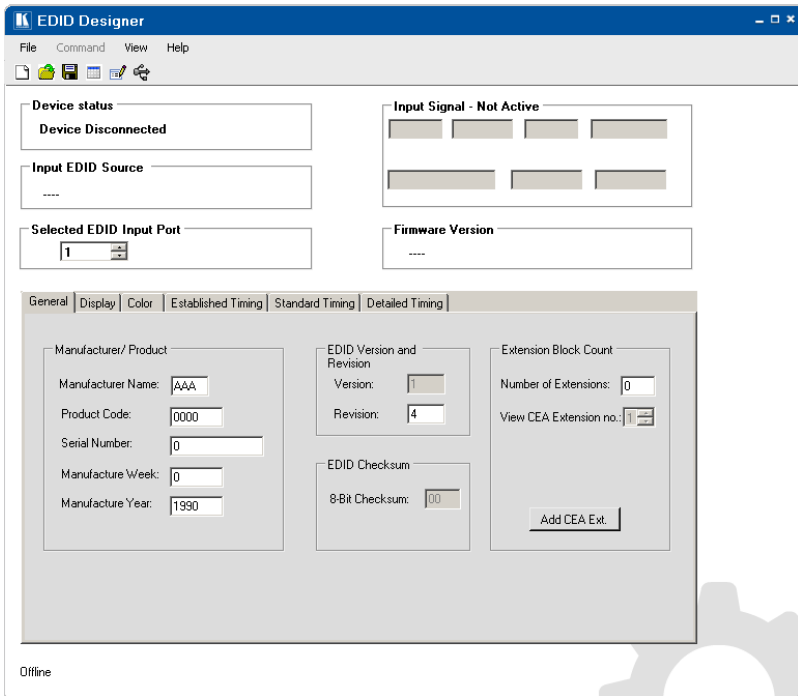 K EDID Designer
File Command View Help
Device status
Device Disconnected
Input Signal - Not Active
Input EDID Source
----
Selected EDID Input Port
1
Firmware Version
----
General Display Color Established Timing Standard Timing Detailed Timing
Manufacturer/ Product
Manufacturer Name: AAA
Product Code: 0000
Serial Number: 0
Manufacture Week: 0
Manufacture Year: 1990
EDID Version and
Revision
Version: 1
Revision: 4
EDID Checksum
8-Bit Checksum: 00
Extension Block Count
Number of Extensions: 0
View CEA Extension no.: 1
Add CEA Ext.
Offline